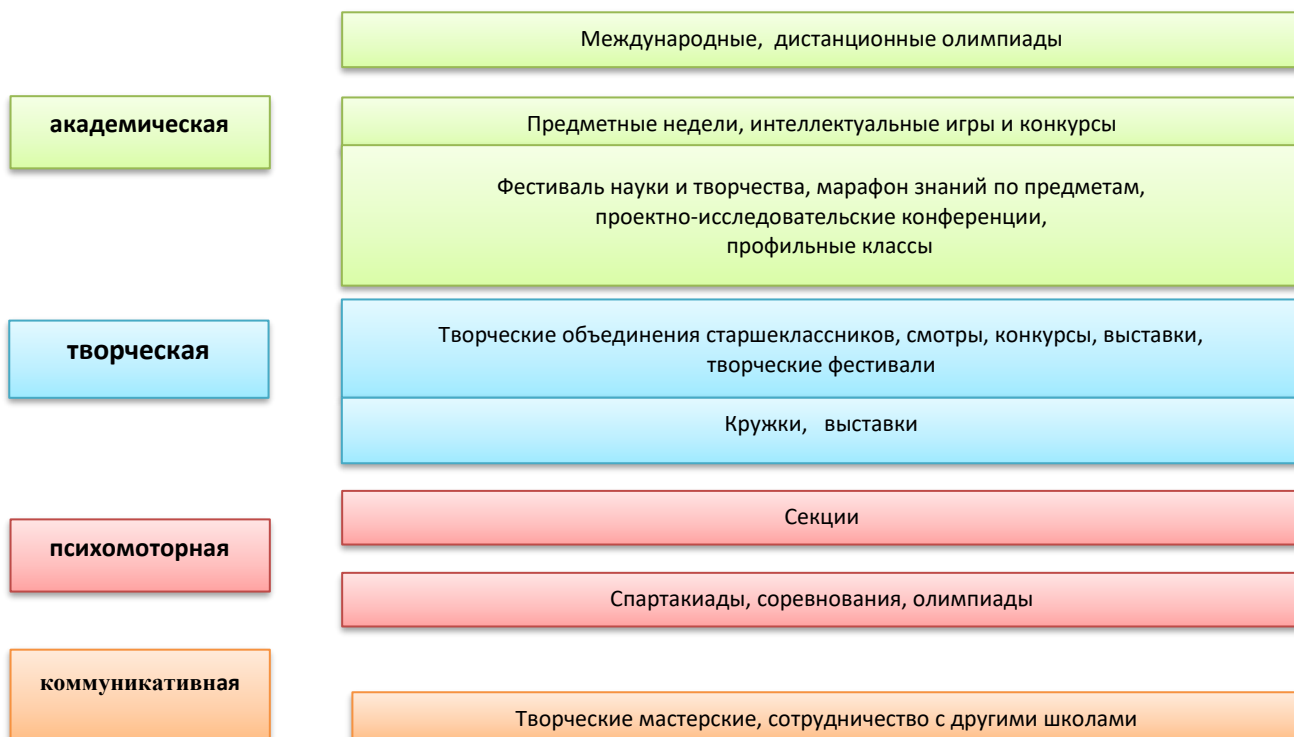 Международные, дистанционные олимпиады
академическая
Предметные недели, интеллектуальные игры и конкурсы
Фестиваль науки и творчества, марафон знаний по предметам,
проектно-исследовательские конференции,
профильные классы
творческая
Творческие объединения старшеклассников, смотры, конкурсы, выставки,
творческие фестивали
Кружки, выставки
психомоторная
Секции
Спартакиады, соревнования, олимпиады
коммуникативная
Творческие мастерские, сотрудничество с другими школами